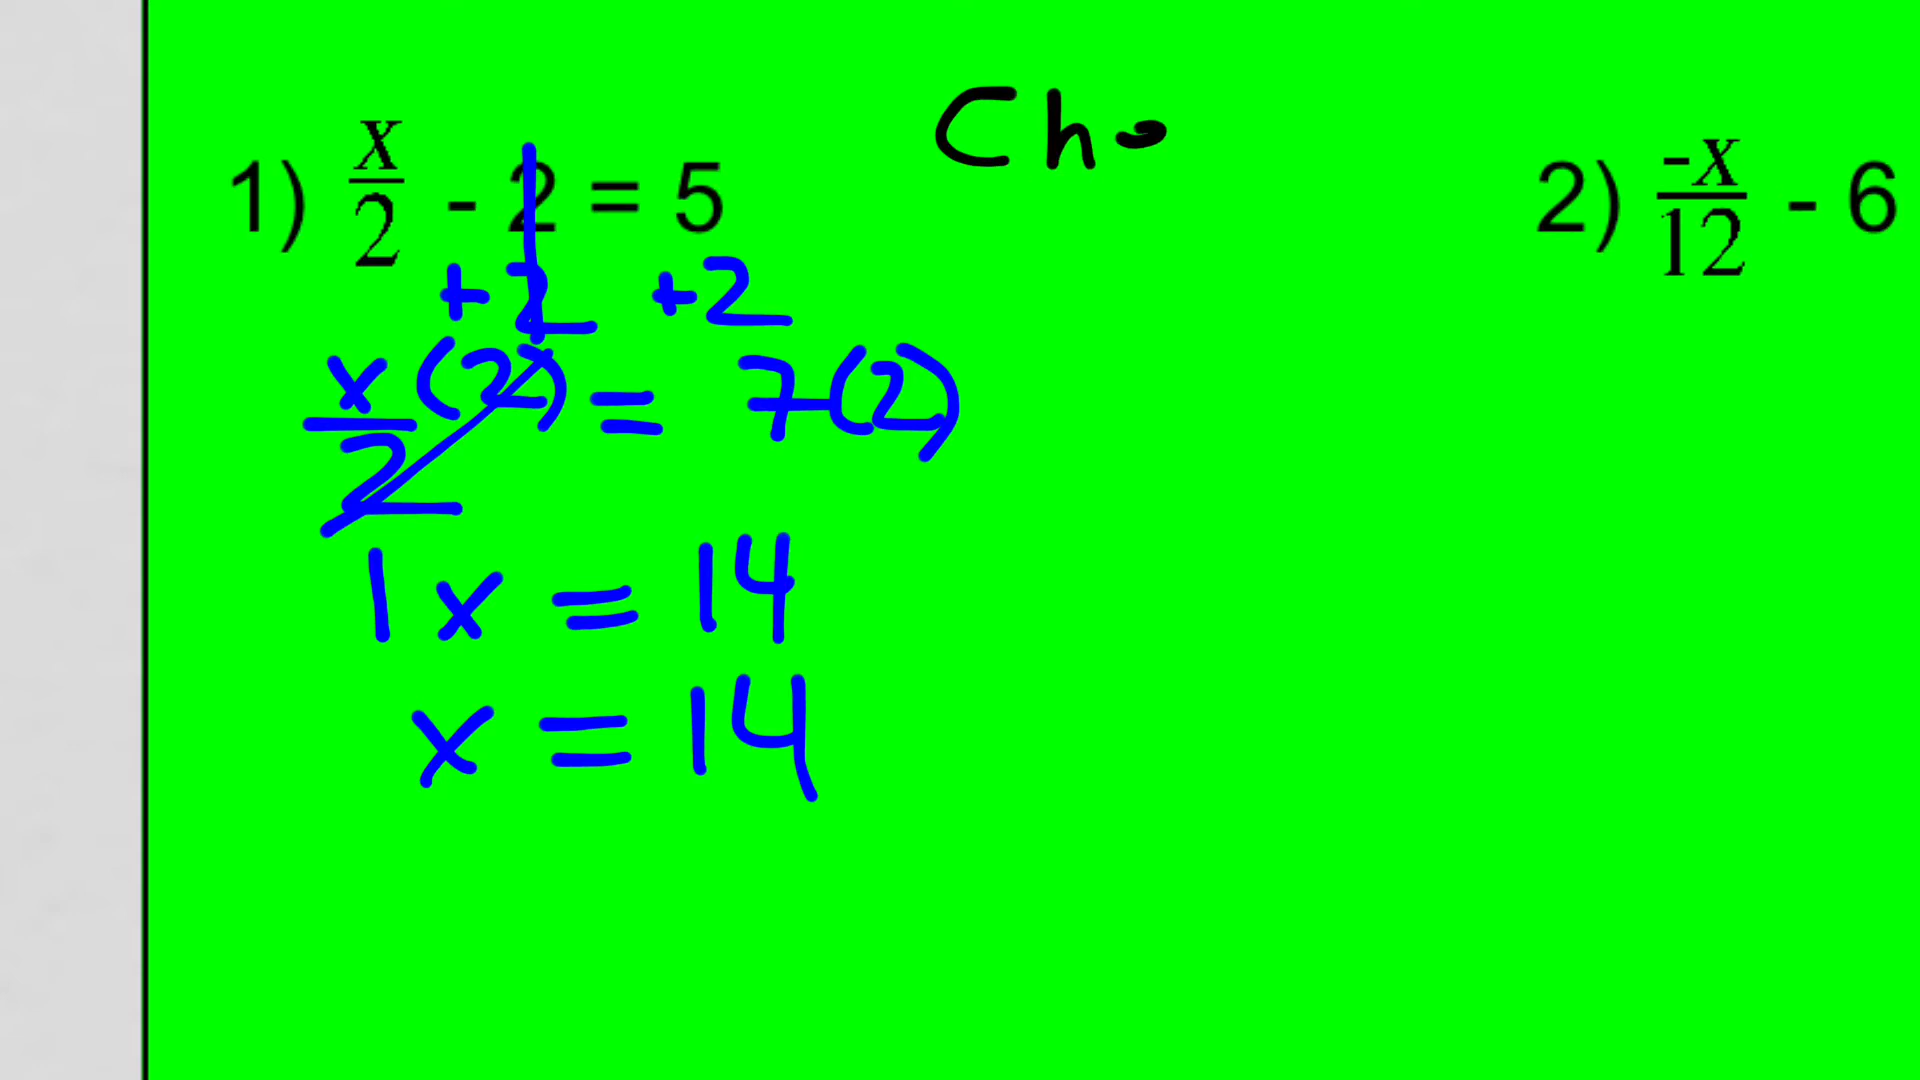 1) x/2 - 2 = 5
+2 +2
x/2 (2) = 7(2)
1x = 14
x = 14
Ch
2) -x/12 - 6